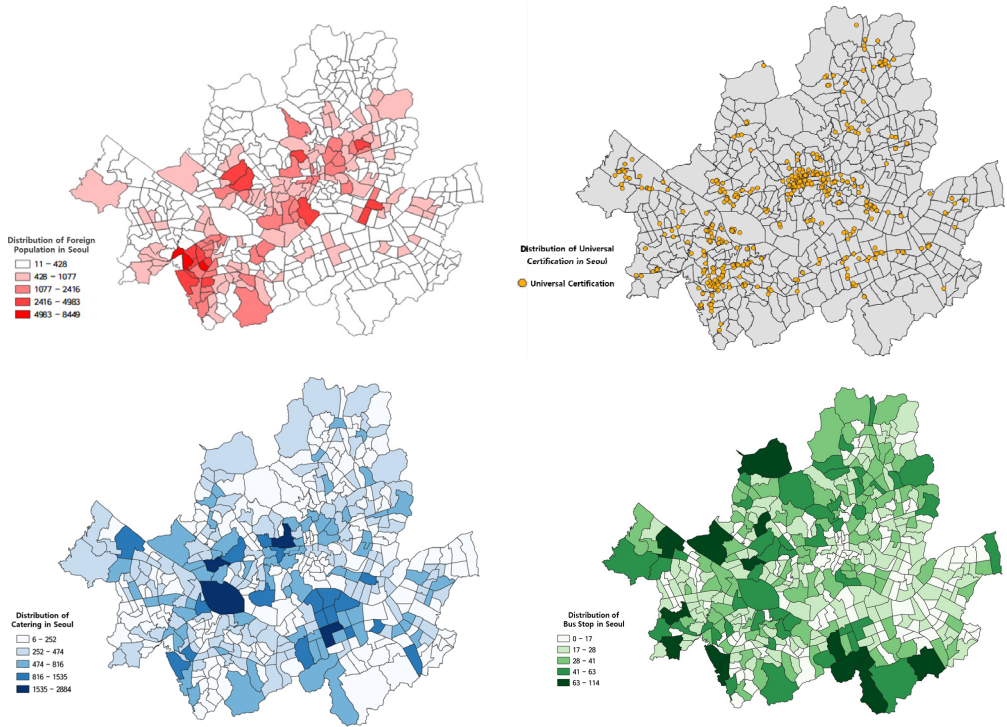 Distribution of Foreign
Population in Seoul
11 – 428
428 – 1077
1077 – 2416
2416 – 4983
4983 – 8449
Distribution of Universal
Certification in Seoul
Universal Certification
Distribution of
Catering in Seoul
6 – 252
252 – 474
474 – 816
816 – 1535
1535 – 2884
Distribution of
Bus Stop in Seoul
0 – 17
17 – 28
28 – 41
41 – 63
63 – 114